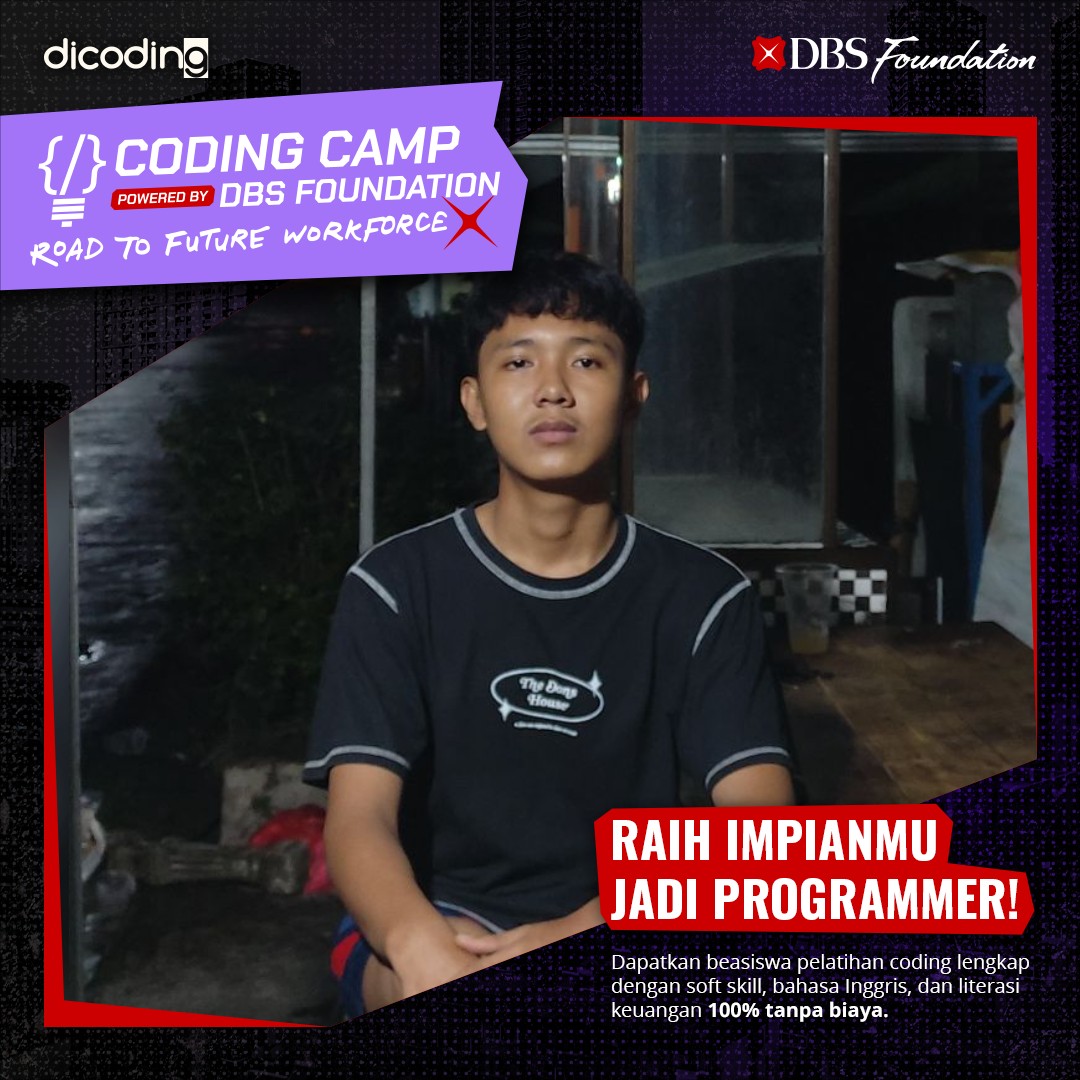 dicoding
DBS Foundation
{/} CODING CAMP
POWERED BY DBS FOUNDATION
ROAD TO FUTURE WORKFORCE
The Dons
House
RAIH IMPIANMU
JADI PROGRAMMER!
Dapatkan beasiswa pelatihan coding lengkap
dengan soft skill, bahasa Inggris, dan literasi
keuangan 100% tanpa biaya.